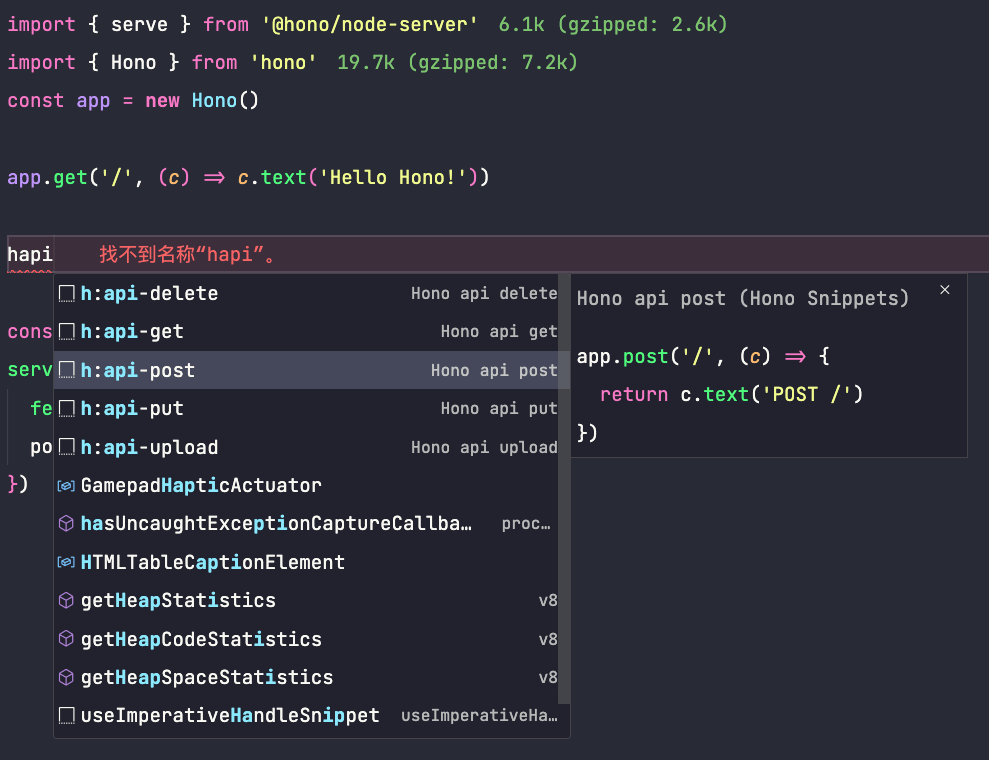 import { serve } from '@hono/node-server' 6.1k (gzipped: 2.6k)
import { Hono } from 'hono' 19.7k (gzipped: 7.2k)
const app = new Hono()
app.get('/', (c) => c.text('Hello Hono!'))
hapi 找不到名称“hapi”。
h:api-delete Hono api delete
h:api-get Hono api get
h:api-post Hono api post
h:api-put Hono api put
h:api-upload Hono api upload
GamepadHapticActuator
hasUncaughtExceptionCaptureCallba… proc…
HTMLTableCaptionElement
getHeapStatistics v8
getHeapCodeStatistics v8
getHeapSpaceStatistics v8
useImperativeHandleSnippet useImperativeHa…
Hono api post (Hono Snippets) ×
app.post('/', (c) => {
return c.text('POST /')
})
cons
serv
fe
po
})